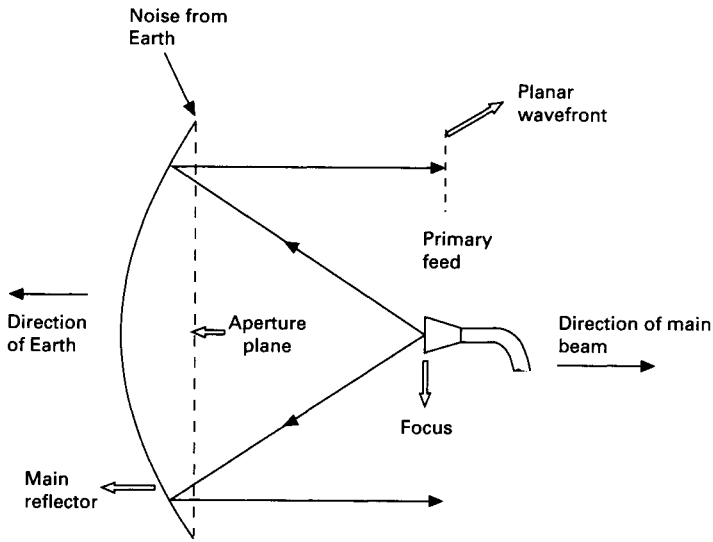 Noise from
Earth
Planar
wavefront
Primary
feed
Direction
of Earth
Aperture
plane
Direction of main
beam
Focus
Main
reflector